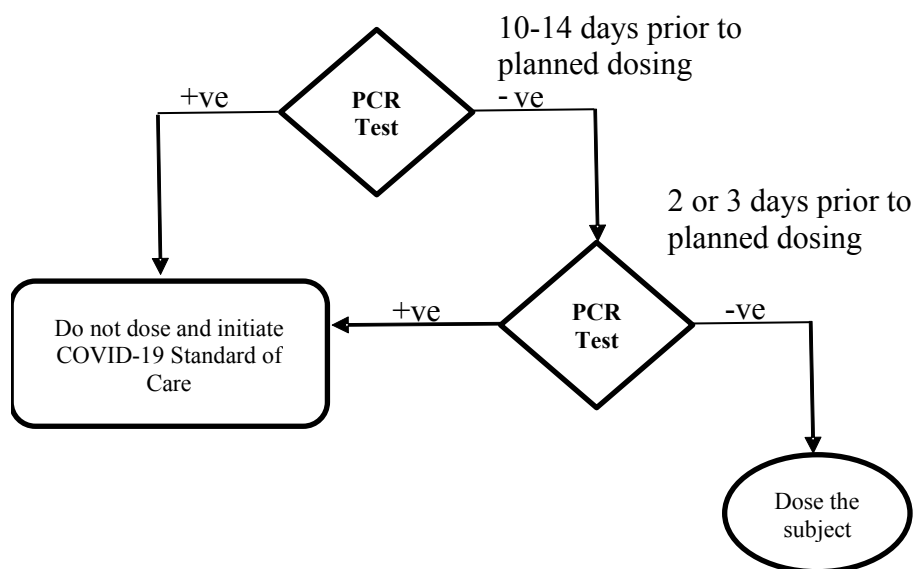 10-14 days prior to
planned dosing
+ve
PCR
Test
- ve
2 or 3 days prior to
planned dosing
Do not dose and initiate
COVID-19 Standard of
Care
+ve
PCR
Test
-ve
Dose the
subject